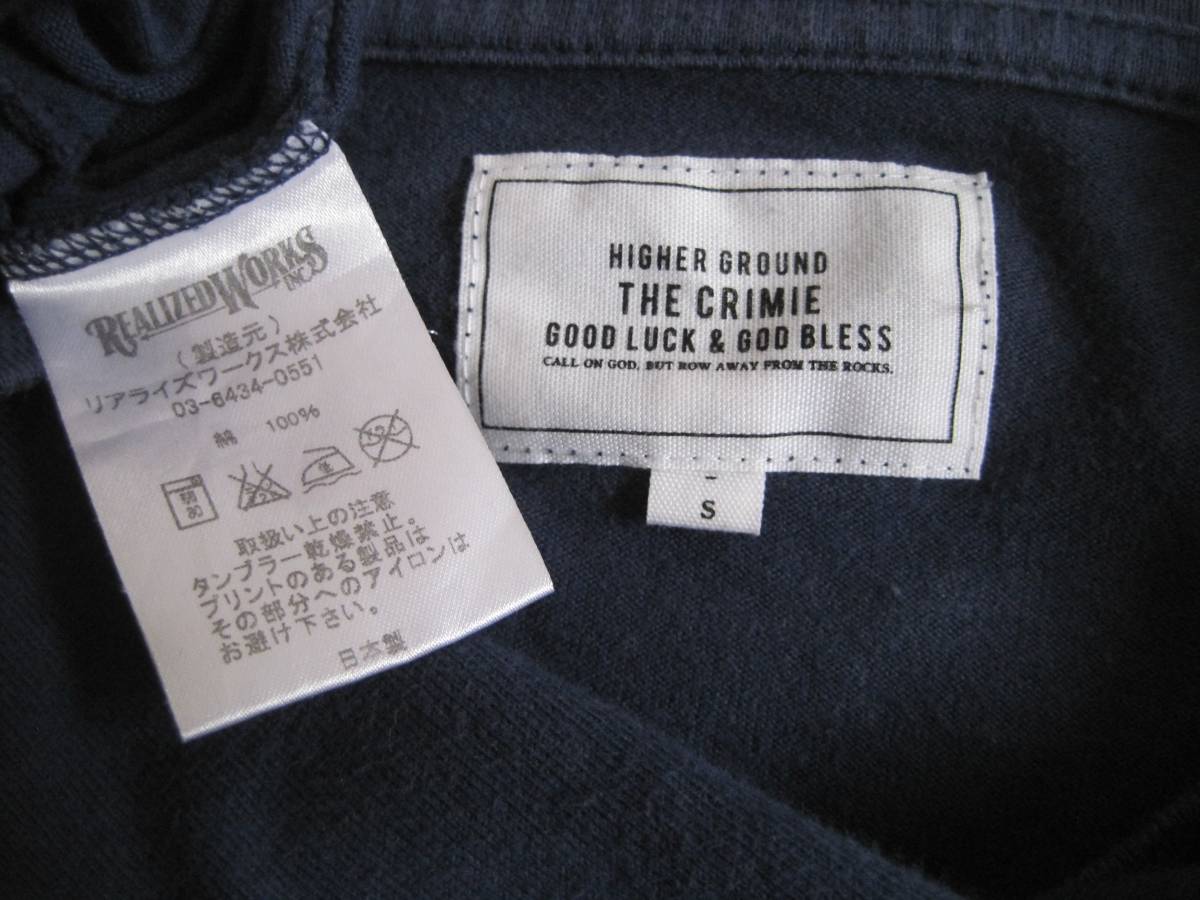 REALIZED WORKS INC
(製造元)
リアライズワークス株式会社
03-6434-0551
綿 100%
取扱い上の注意
タンブラー乾燥禁止。
プリントのある製品は
その部分へのアイロンは
お避け下さい。
日本製
HIGHER GROUND
THE CRIMIE
GOOD LUCK & GOD BLESS
CALL ON GOD, BUT ROW AWAY FROM THE ROCKS.
S